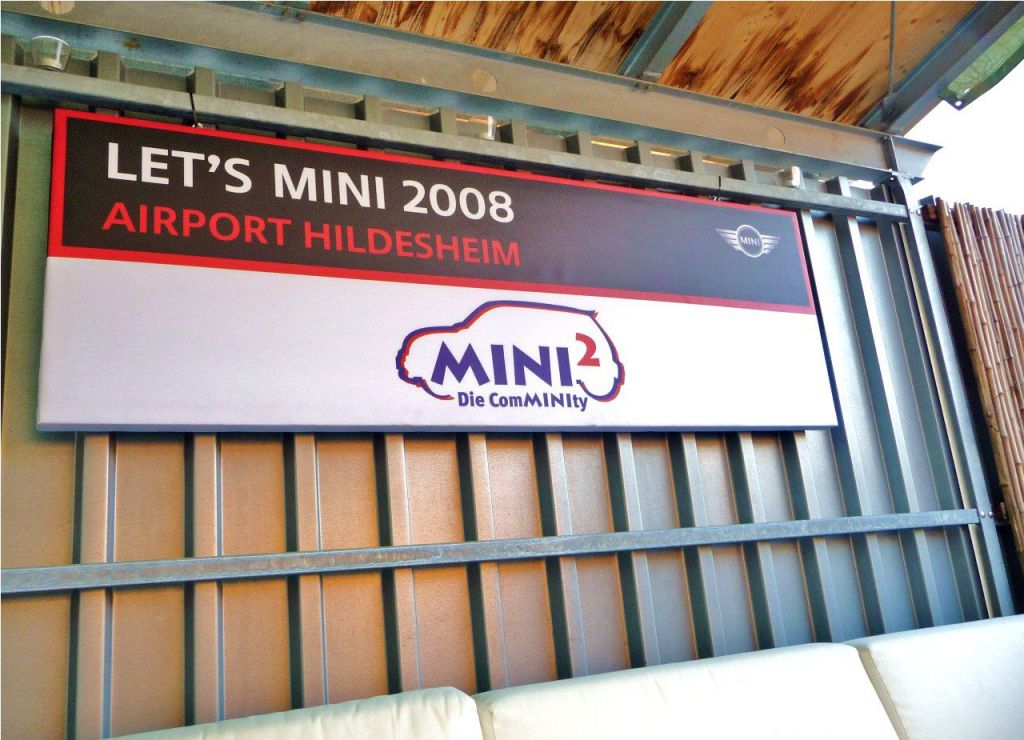 LET'S MINI 2008
AIRPORT HILDESHEIM
MINI
MINI²
Die ComMINIty